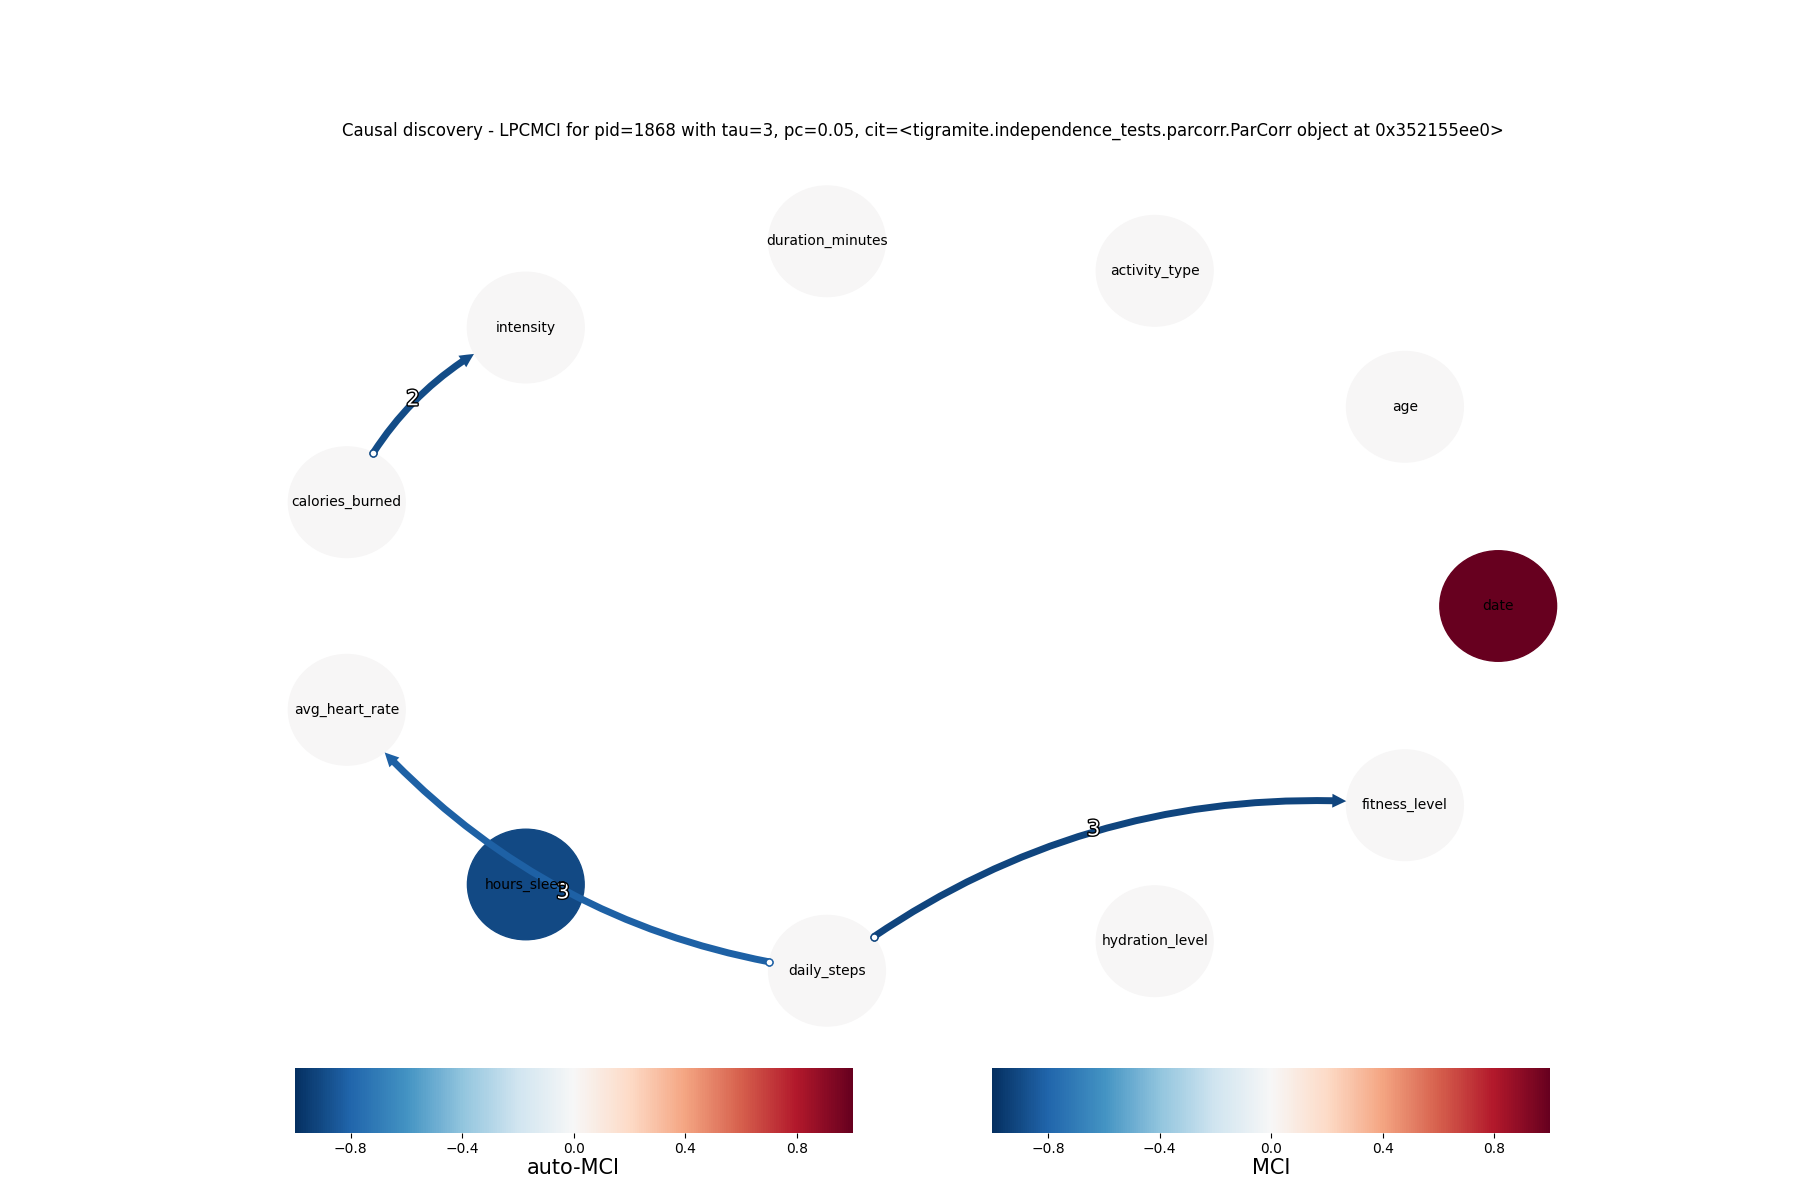 Causal discovery - LPCMCI for pid=1868 with tau=3, pc=0.05, cit=<tigramite.independence_tests.parcorr.ParCorr object at 0x352155ee0>
duration_minutes
activity_type
intensity
age
2
calories_burned
date
avg_heart_rate
fitness_level
3
hours_sleep
3
hydration_level
daily_steps
−0.8 −0.4 0.0 0.4 0.8
auto-MCI
−0.8 −0.4 0.0 0.4 0.8
MCI